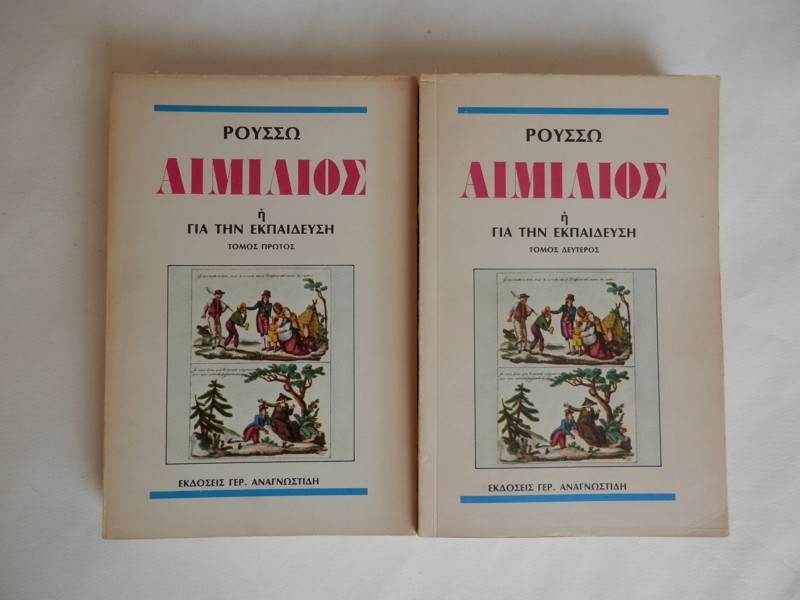 ΡΟΥΣΣΩ
ΑΙΜΙΛΙΟΣ
ή
ΓΙΑ ΤΗΝ ΕΚΠΑΙΔΕΥΣΗ
ΤΟΜΟΣ ΠΡΩΤΟΣ
ΕΚΔΟΣΕΙΣ ΓΕΡ. ΑΝΑΓΝΩΣΤΙΔΗ
ΡΟΥΣΣΩ
ΑΙΜΙΛΙΟΣ
ή
ΓΙΑ ΤΗΝ ΕΚΠΑΙΔΕΥΣΗ
ΤΟΜΟΣ ΔΕΥΤΕΡΟΣ
ΕΚΔΟΣΕΙΣ ΓΕΡ. ΑΝΑΓΝΩΣΤΙΔΗ